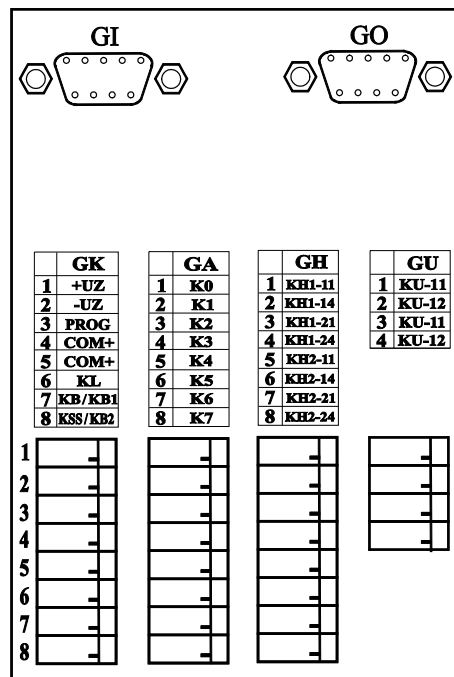 GI GO
GK GA GH GU
1 +UZ 1 K0 1 KH1-11 1 KU-11
2 -UZ 2 K1 2 KH1-14 2 KU-12
3 PROG 3 K2 3 KH1-21 3 KU-11
4 COM+ 4 K3 4 KH1-24 4 KU-12
5 COM+ 5 K4 5 KH2-11
6 KL 6 K5 6 KH2-14
7 KB/KB1 7 K6 7 KH2-21
8 KSS/KB2 8 K7 8 KH2-24
1
2
3
4
5
6
7
8